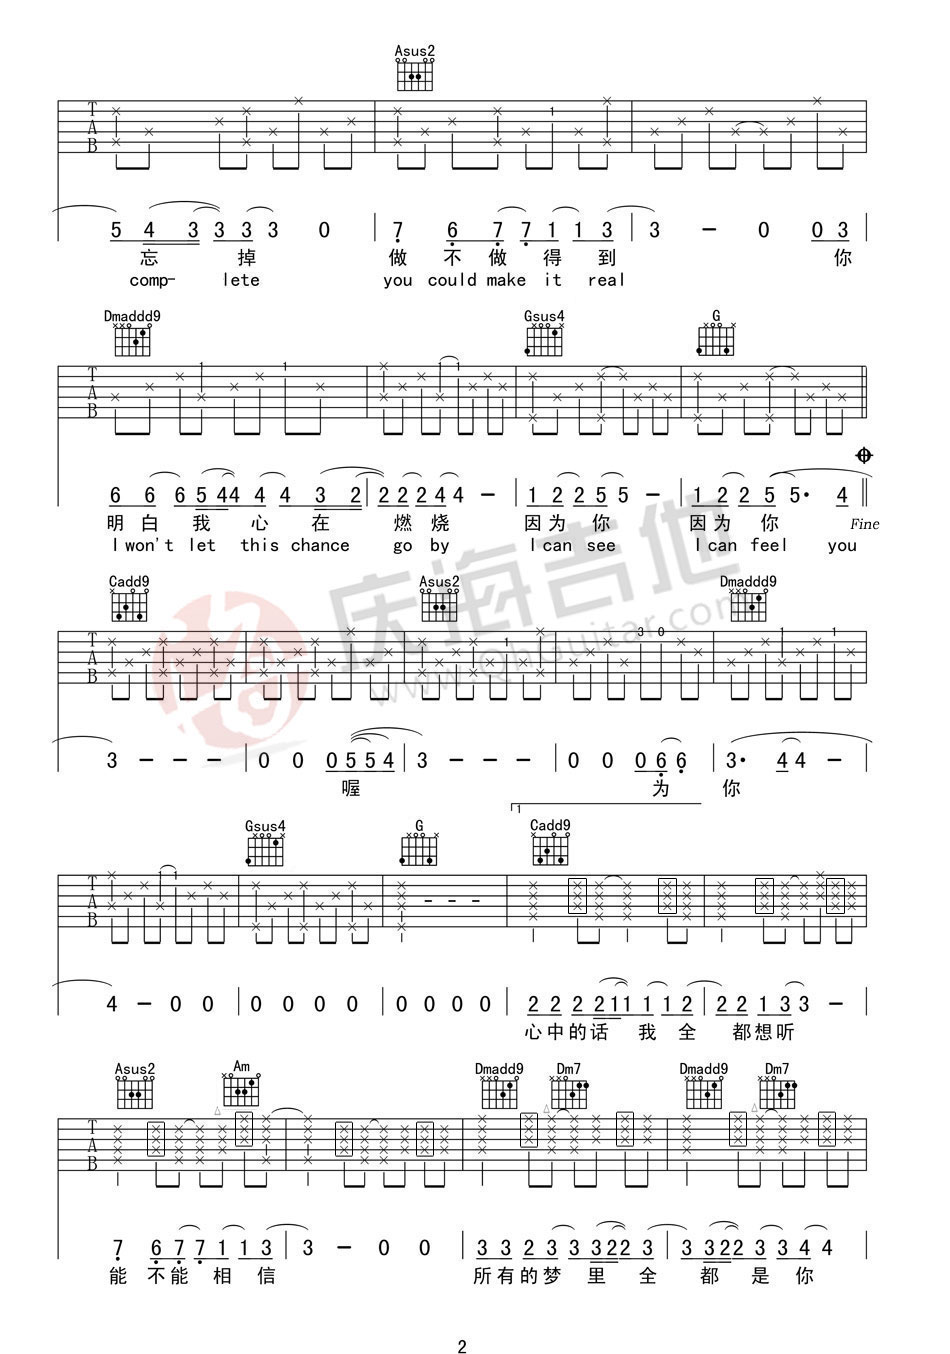 Asus2
T A B
5 4 3 3 3 3 0 7 6 7 7 1 1 3 3 - 0 0 3
忘 掉 做 不 做 得 到 你
comp- lete you could make it real
Dmaddd9 Gsus4 G
T A B
6 6 6 5 4 4 4 4 3 2 2 2 2 4 4 - 1 2 2 5 5 - 1 2 2 5 5· 4
明 白 我 心 在 燃 烧 因 为 你 因 为 你 Fine
I won't let this chance go by I can see I can feel you
Cadd9 Asus2 Dmaddd9
T A B
3 - - - 0 0 0 5 5 4 3 - - - 0 0 0 6 6 3· 4 4 -
喔 为 你
庆海吉他
www.QhGuitar.com
1
Gsus4 G Cadd9
T A B
4 - 0 0 0 0 0 0 0 0 0 0 2 2 2 2 1 1 1 1 2 2 2 1 3 3 -
心 中 的 话 我 全 都 想 听
Asus2 Am Dmadd9 Dm7 Dmadd9 Dm7
T A B
7 6 7 7 1 1 3 3 - 0 0 3 3 2 3 3 3 2 2 3 3 3 2 2 3 3 4 4
能 不 能 相 信 所 有 的 梦 里 全 都 是 你
2